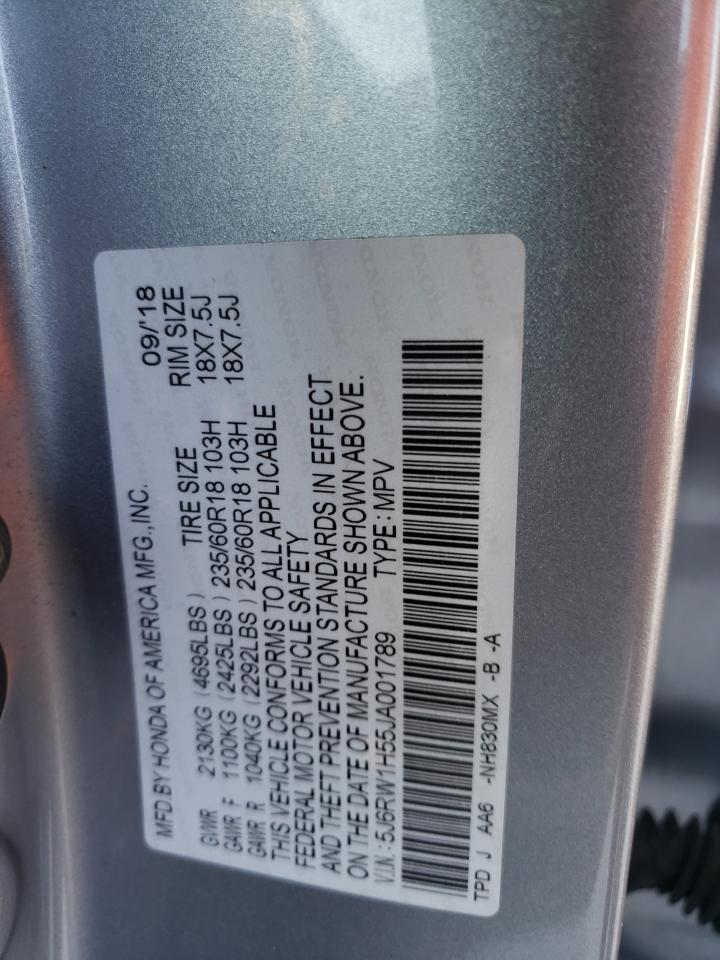 MFD.BY HONDA OF AMERICA MFG.,INC. 09/'18
TIRE SIZE RIM SIZE
GVWR 2130KG (4695LBS)
GAWR F 1100KG (2425LBS) 235/60R18 103H 18X7.5J
GAWR R 1040KG (2292LBS) 235/60R18 103H 18X7.5J
THIS VEHICLE CONFORMS TO ALL APPLICABLE
FEDERAL MOTOR VEHICLE SAFETY
AND THEFT PREVENTION STANDARDS IN EFFECT
ON THE DATE OF MANUFACTURE SHOWN ABOVE.
V.I.N.: 5J6RW1H55JA001789 TYPE: MPV
TPD J AA6 -NH830MX -B -A